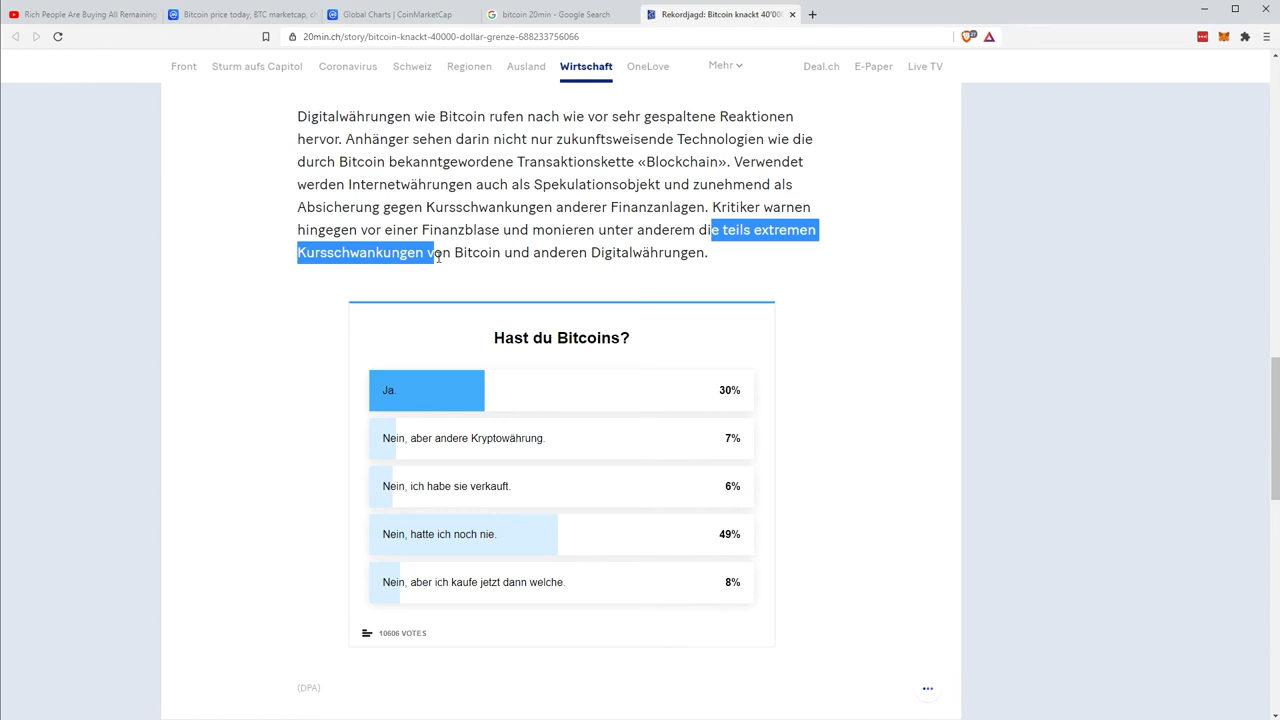 Rich People Are Buying All Remaining
Bitcoin price today, BTC marketcap, ch
Global Charts | CoinMarketCap
bitcoin 20min - Google Search
Rekordjagd: Bitcoin knackt 40'00
20min.ch/story/bitcoin-knackt-40000-dollar-grenze-688233756066
Front Sturm aufs Capitol Coronavirus Schweiz Regionen Ausland Wirtschaft OneLove Mehr Deal.ch E-Paper Live TV
Digitalwährungen wie Bitcoin rufen nach wie vor sehr gespaltene Reaktionen
hervor. Anhänger sehen darin nicht nur zukunftsweisende Technologien wie die
durch Bitcoin bekanntgewordene Transaktionskette «Blockchain». Verwendet
werden Internetwährungen auch als Spekulationsobjekt und zunehmend als
Absicherung gegen Kursschwankungen anderer Finanzanlagen. Kritiker warnen
hingegen vor einer Finanzblase und monieren unter anderem die teils extremen
Kursschwankungen von Bitcoin und anderen Digitalwährungen.
Hast du Bitcoins?
Ja. 30%
Nein, aber andere Kryptowährung. 7%
Nein, ich habe sie verkauft. 6%
Nein, hatte ich noch nie. 49%
Nein, aber ich kaufe jetzt dann welche. 8%
10606 VOTES
(DPA)